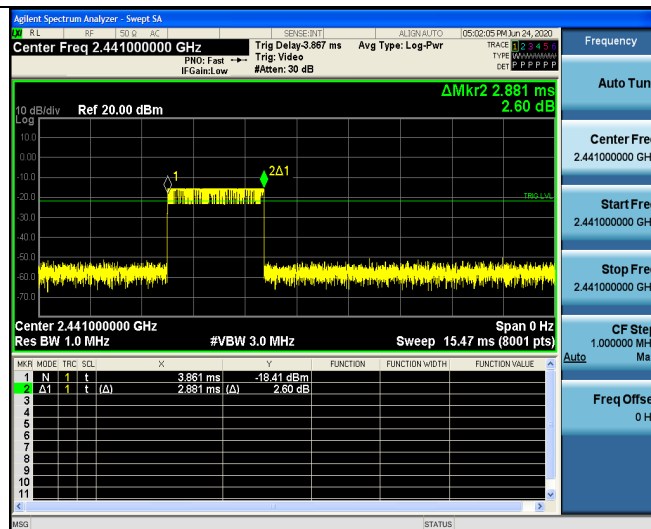 Agilent Spectrum Analyzer - Swept SA
LXI RL RF 50 Ω AC SENSE:INT ALIGN AUTO 05:02:05 PM Jun 24, 2020
Center Freq 2.441000000 GHz Trig Delay-3.867 ms Avg Type: Log-Pwr TRACE 1 2 3 4 5 6
PNO: Fast Trig: Video TYPE WWWWWW
IFGain:Low #Atten: 30 dB DET P P P P P P
Frequency
ΔMkr2 2.881 ms
10 dB/div Ref 20.00 dBm 2.60 dB
Log
10.0
0.00
-10.0
-20.0
-30.0
-40.0
-50.0
-60.0
-70.0
1
2Δ1
TRIG LVL
Center 2.441000000 GHz Span 0 Hz
Res BW 1.0 MHz #VBW 3.0 MHz Sweep 15.47 ms (8001 pts)
MKR MODE TRC SCL X Y FUNCTION FUNCTION WIDTH FUNCTION VALUE
1 N 1 t 3.861 ms -18.41 dBm
2 Δ1 1 t (Δ) 2.881 ms (Δ) 2.60 dB
3
4
5
6
7
8
9
10
11
MSG STATUS
Auto Tun
Center Fre
2.441000000 GH
Start Fre
2.441000000 GH
Stop Fre
2.441000000 GH
CF Step
1.000000 MH
Auto Ma
Freq Offse
0 H